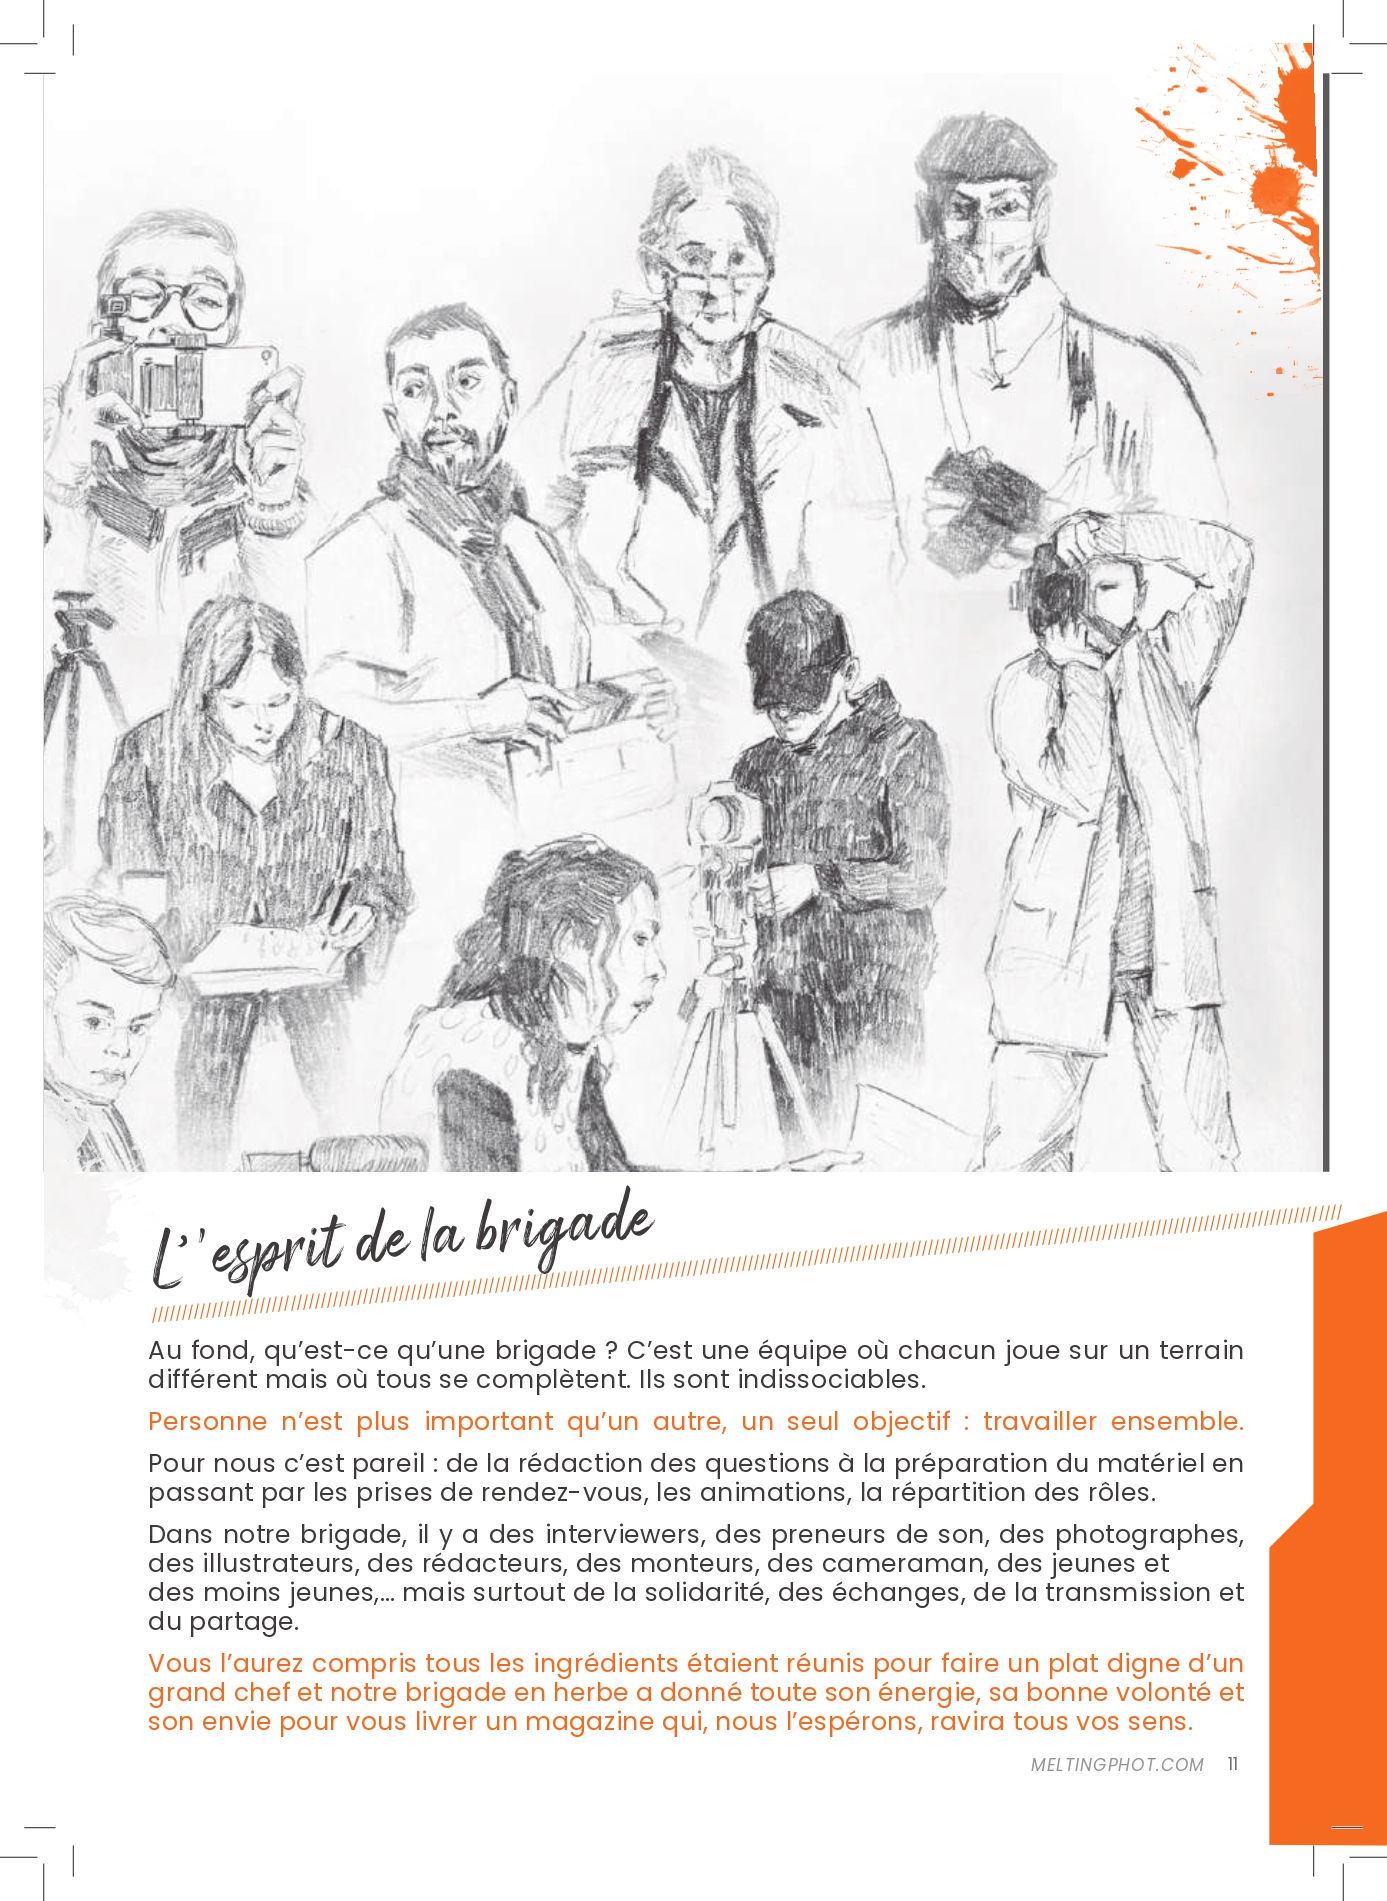 L''esprit de la brigade
Au fond, qu’est-ce qu’une brigade ? C’est une équipe où chacun joue sur un terrain
différent mais où tous se complètent. Ils sont indissociables.
Personne n’est plus important qu’un autre, un seul objectif : travailler ensemble.
Pour nous c’est pareil : de la rédaction des questions à la préparation du matériel en
passant par les prises de rendez-vous, les animations, la répartition des rôles.
Dans notre brigade, il y a des interviewers, des preneurs de son, des photographes,
des illustrateurs, des rédacteurs, des monteurs, des cameraman, des jeunes et
des moins jeunes,... mais surtout de la solidarité, des échanges, de la transmission et
du partage.
Vous l’aurez compris tous les ingrédients étaient réunis pour faire un plat digne d’un
grand chef et notre brigade en herbe a donné toute son énergie, sa bonne volonté et
son envie pour vous livrer un magazine qui, nous l’espérons, ravira tous vos sens.
MELTINGPHOT.COM 11